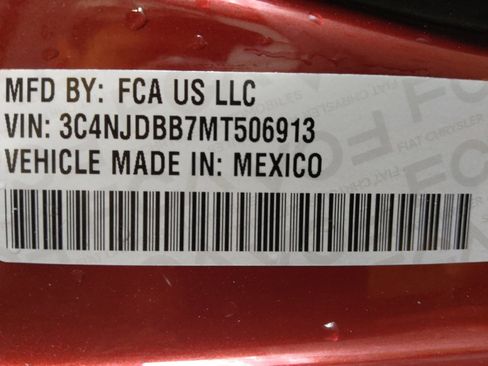 MFD BY: FCA US LLC
VIN: 3C4NJDBB7MT506913
VEHICLE MADE IN: MEXICO